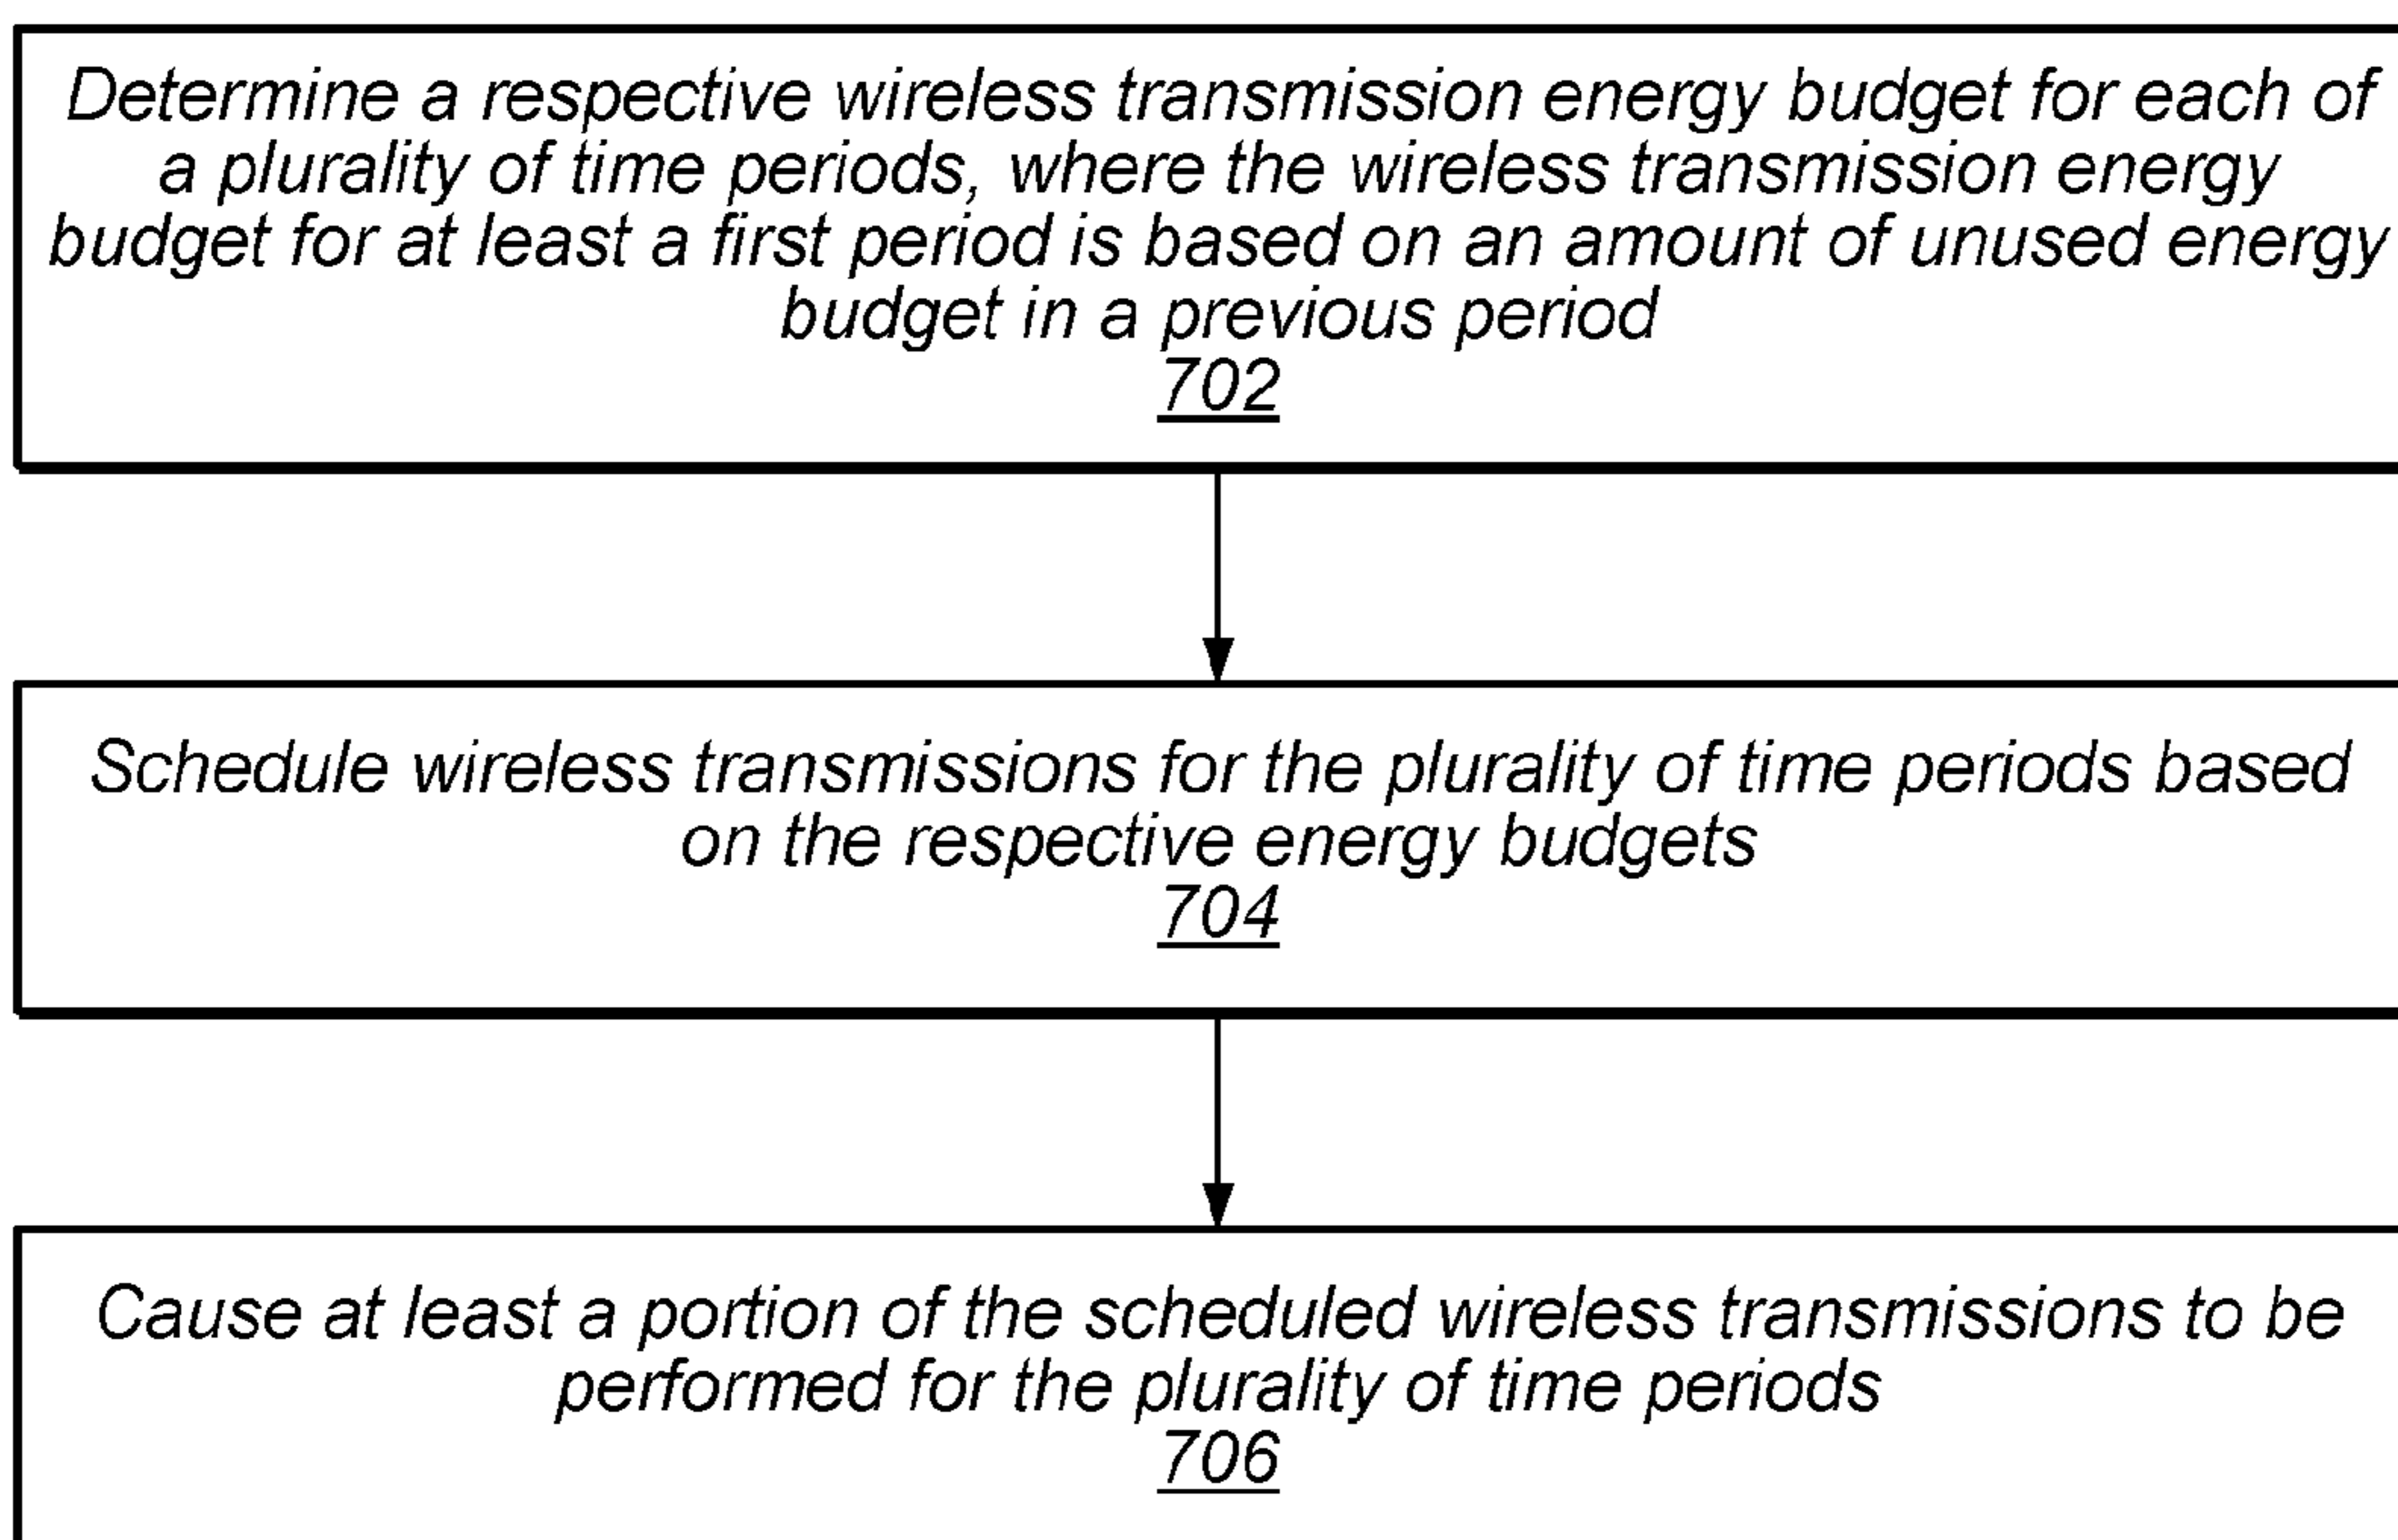 Determine a respective wireless transmission energy budget for each of
a plurality of time periods, where the wireless transmission energy
budget for at least a first period is based on an amount of unused energy
budget in a previous period
702
Schedule wireless transmissions for the plurality of time periods based
on the respective energy budgets
704
Cause at least a portion of the scheduled wireless transmissions to be
performed for the plurality of time periods
706